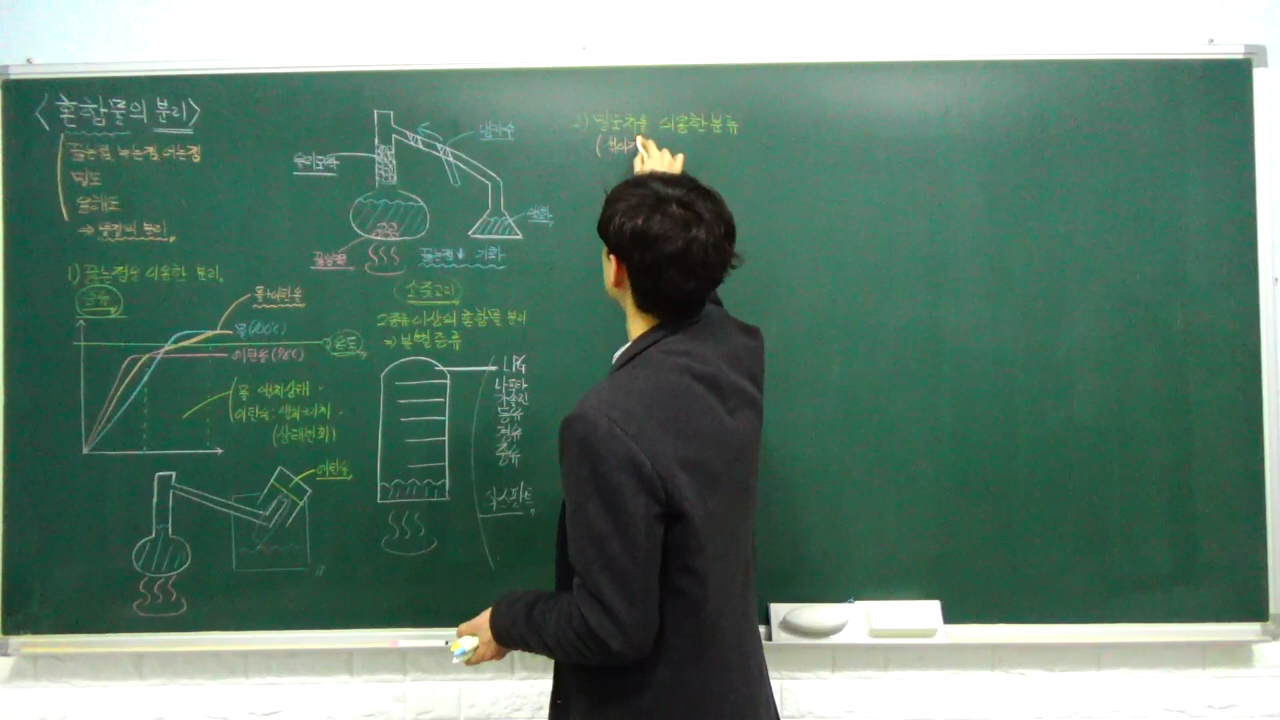 <혼합물의 분리>
끓는점, 녹는점, 어는점
밀도
용해도
→ 물질의 분리
1) 끓는점을 이용한 분리.
증류
물+에탄올
물(100℃)
에탄올(78℃)
온도
물 액체상태
에탄올: 액체→기체
(상태변화)
에탄올
냉각수
끓임쪽
끓는점↓ 기화
소줏고리
2종류이상의 혼합물 분리
⇒ 분별증류
LPG
나프타
가솔린
등유
경유
중유
아스팔트
2) 밀도차를 이용한 분류